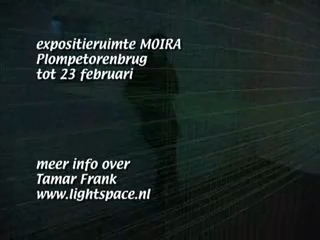 expositieruimte MOIRA
Plompetorenbrug
tot 23 februari
meer info over
Tamar Frank
www.lightspace.nl